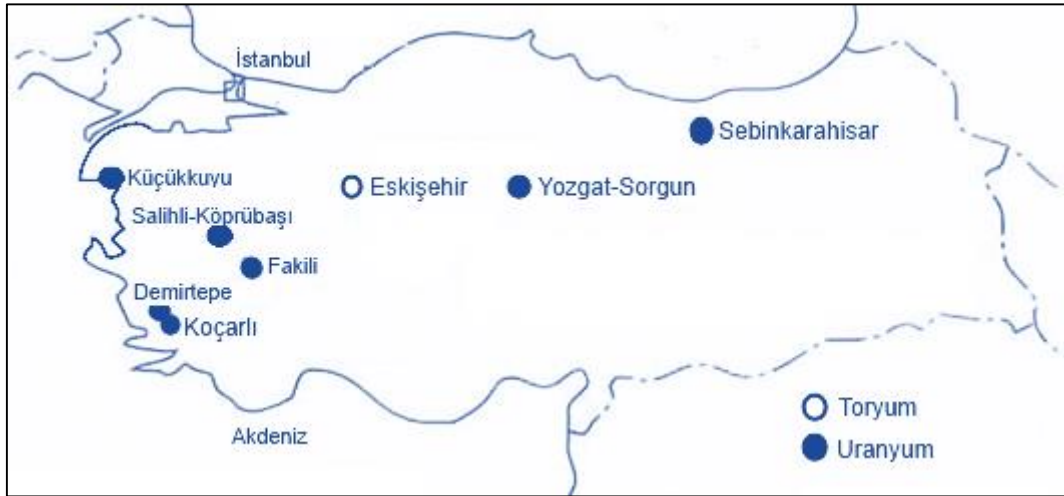 İstanbul
Sebinkarahisar
Küçükkuyu
Eskişehir
Yozgat-Sorgun
Salihli-Köprübaşı
Fakili
Demirtepe
Koçarlı
Toryum
Akdeniz
Uranyum